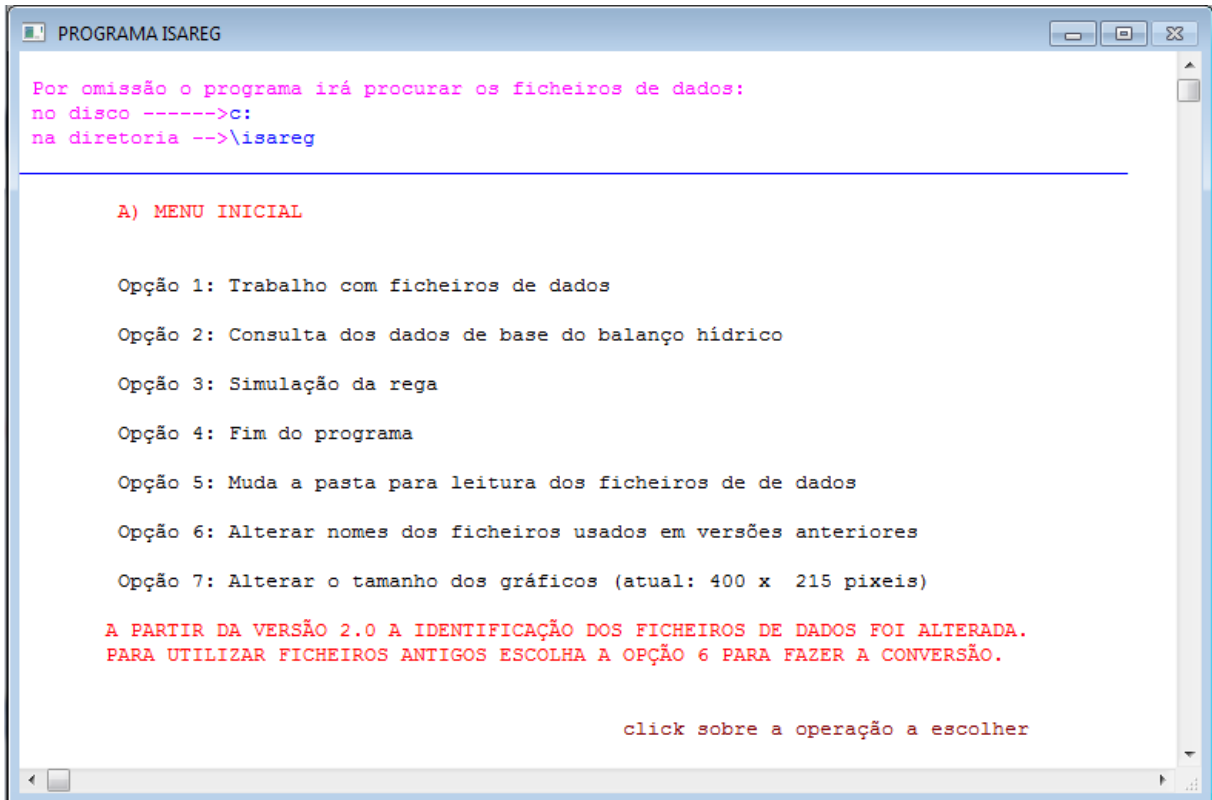 PROGRAMA ISAREG
Por omissão o programa irá procurar os ficheiros de dados:
no disco ------>c:
na diretoria -->\isareg
A) MENU INICIAL
Opção 1: Trabalho com ficheiros de dados
Opção 2: Consulta dos dados de base do balanço hídrico
Opção 3: Simulação da rega
Opção 4: Fim do programa
Opção 5: Muda a pasta para leitura dos ficheiros de de dados
Opção 6: Alterar nomes dos ficheiros usados em versões anteriores
Opção 7: Alterar o tamanho dos gráficos (atual: 400 x  215 pixeis)
A PARTIR DA VERSÃO 2.0 A IDENTIFICAÇÃO DOS FICHEIROS DE DADOS FOI ALTERADA.
PARA UTILIZAR FICHEIROS ANTIGOS ESCOLHA A OPÇÃO 6 PARA FAZER A CONVERSÃO.
click sobre a operação a escolher